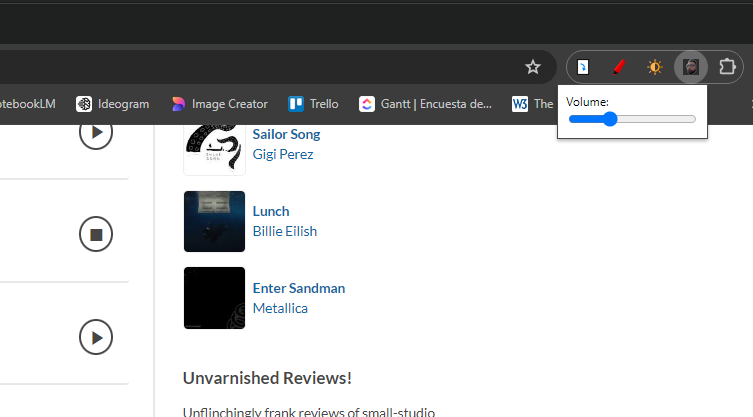 otebookLM
Ideogram
Image Creator
Trello
Gantt | Encuesta de...
W3
The
Volume:
Sailor Song
Gigi Perez
Lunch
Billie Eilish
Enter Sandman
Metallica
Unvarnished Reviews!
Unflinchingly frank reviews of small-studio